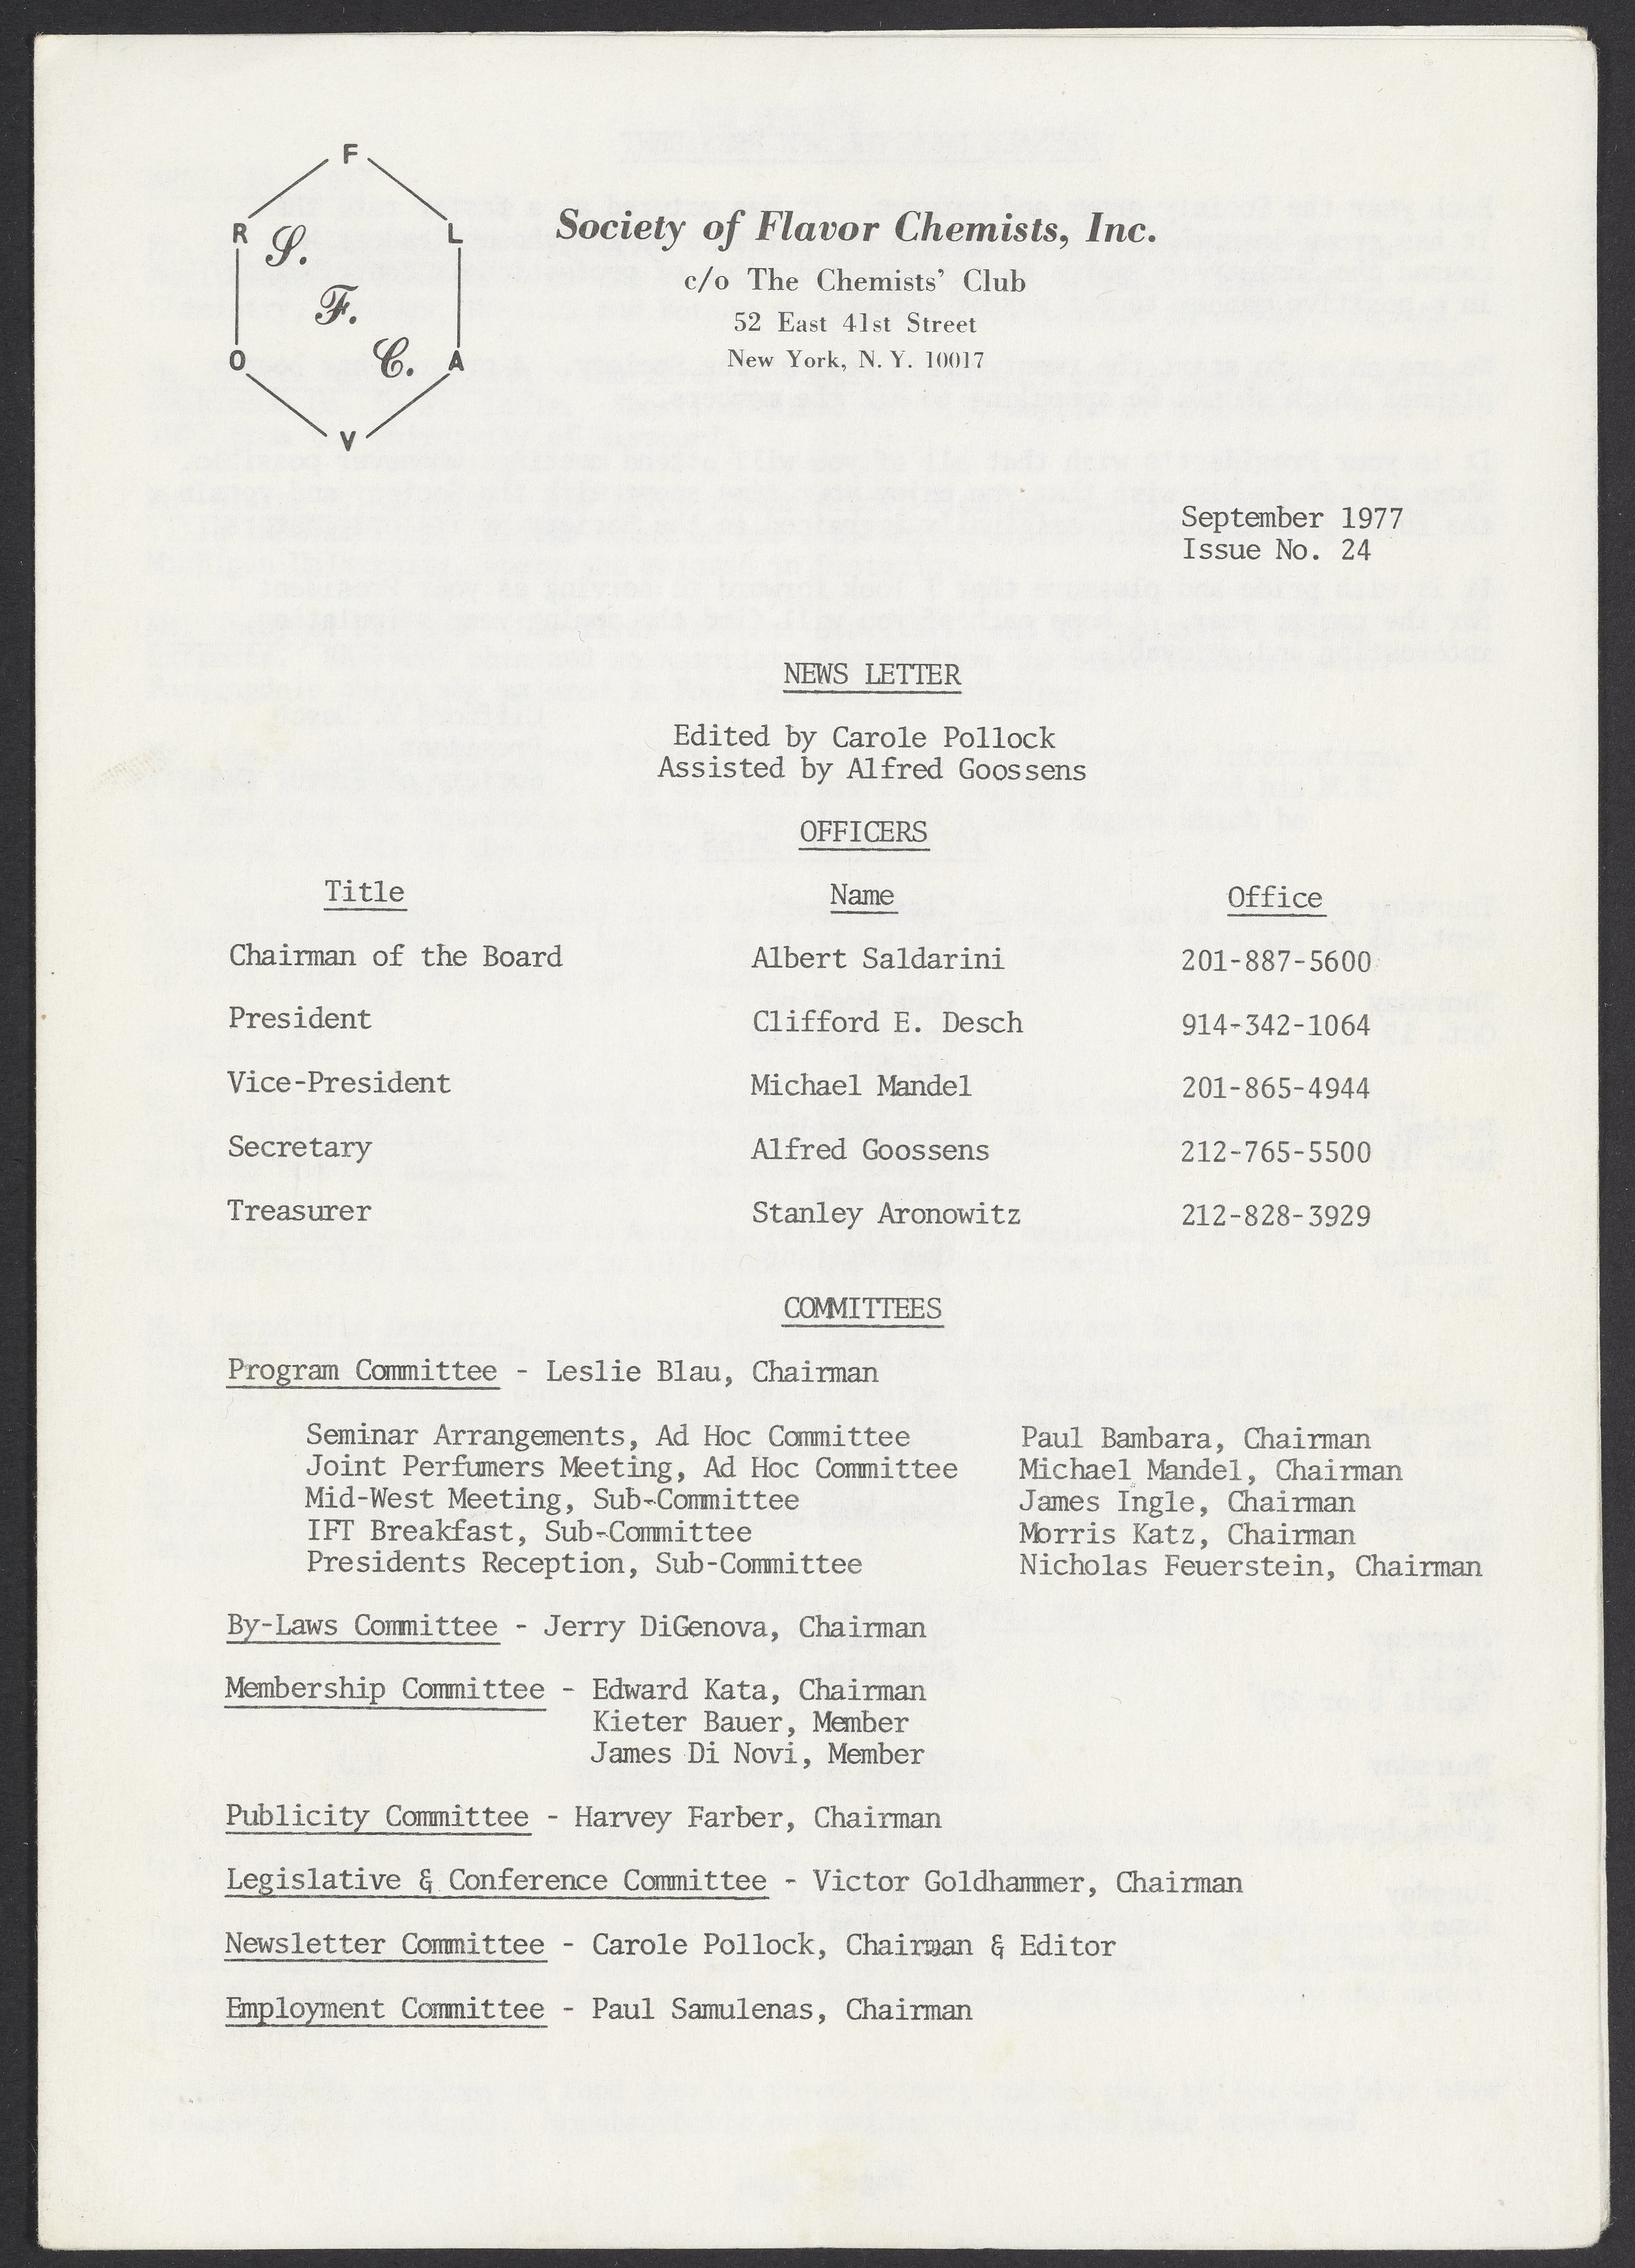 F
R L
S.
F.
C.
O A
V
Society of Flavor Chemists, Inc.
c/o The Chemists' Club
52 East 41st Street
New York, N. Y. 10017
September 1977
Issue No. 24
NEWS LETTER
Edited by Carole Pollock
Assisted by Alfred Goossens
OFFICERS
Title Name Office
Chairman of the Board Albert Saldarini 201-887-5600
President Clifford E. Desch 914-342-1064
Vice-President Michael Mandel 201-865-4944
Secretary Alfred Goossens 212-765-5500
Treasurer Stanley Aronowitz 212-828-3929
COMMITTEES
Program Committee - Leslie Blau, Chairman
Seminar Arrangements, Ad Hoc Committee Paul Bambara, Chairman
Joint Perfumers Meeting, Ad Hoc Committee Michael Mandel, Chairman
Mid-West Meeting, Sub-Committee James Ingle, Chairman
IFT Breakfast, Sub-Committee Morris Katz, Chairman
Presidents Reception, Sub-Committee Nicholas Feuerstein, Chairman
By-Laws Committee - Jerry DiGenova, Chairman
Membership Committee - Edward Kata, Chairman
Kieter Bauer, Member
James Di Novi, Member
Publicity Committee - Harvey Farber, Chairman
Legislative & Conference Committee - Victor Goldhammer, Chairman
Newsletter Committee - Carole Pollock, Chairman & Editor
Employment Committee - Paul Samulenas, Chairman